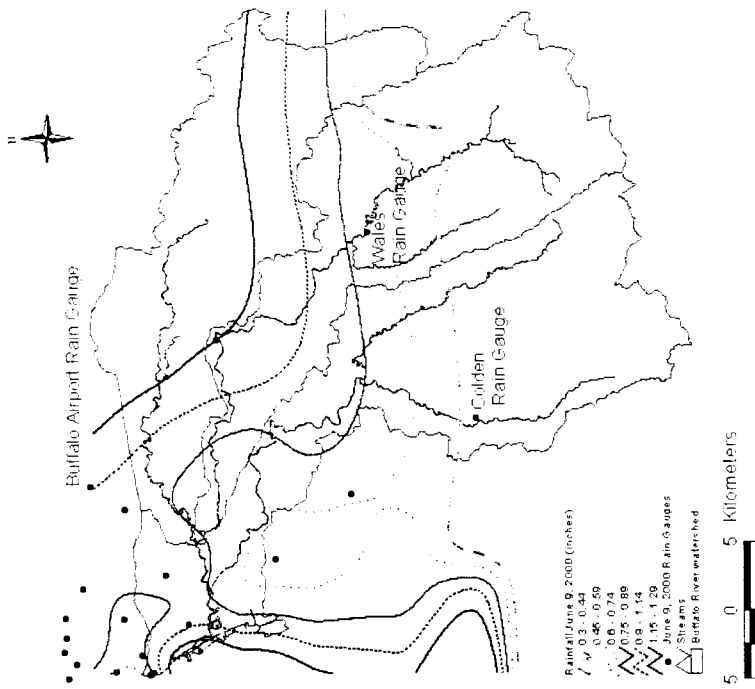 n
Buffalo Airport Rain Gauge
Wales
Rain Gauge
Colden
Rain Gauge
Rainfall June 9, 2000 (inches)
0.3 - 0.44
0.45 - 0.59
0.6 - 0.74
0.75 - 0.89
0.9 - 1.14
1.15 - 1.29
June 9, 2000 Rain Gauges
Streams
Buffalo River watershed
5 0 5 Kilometers